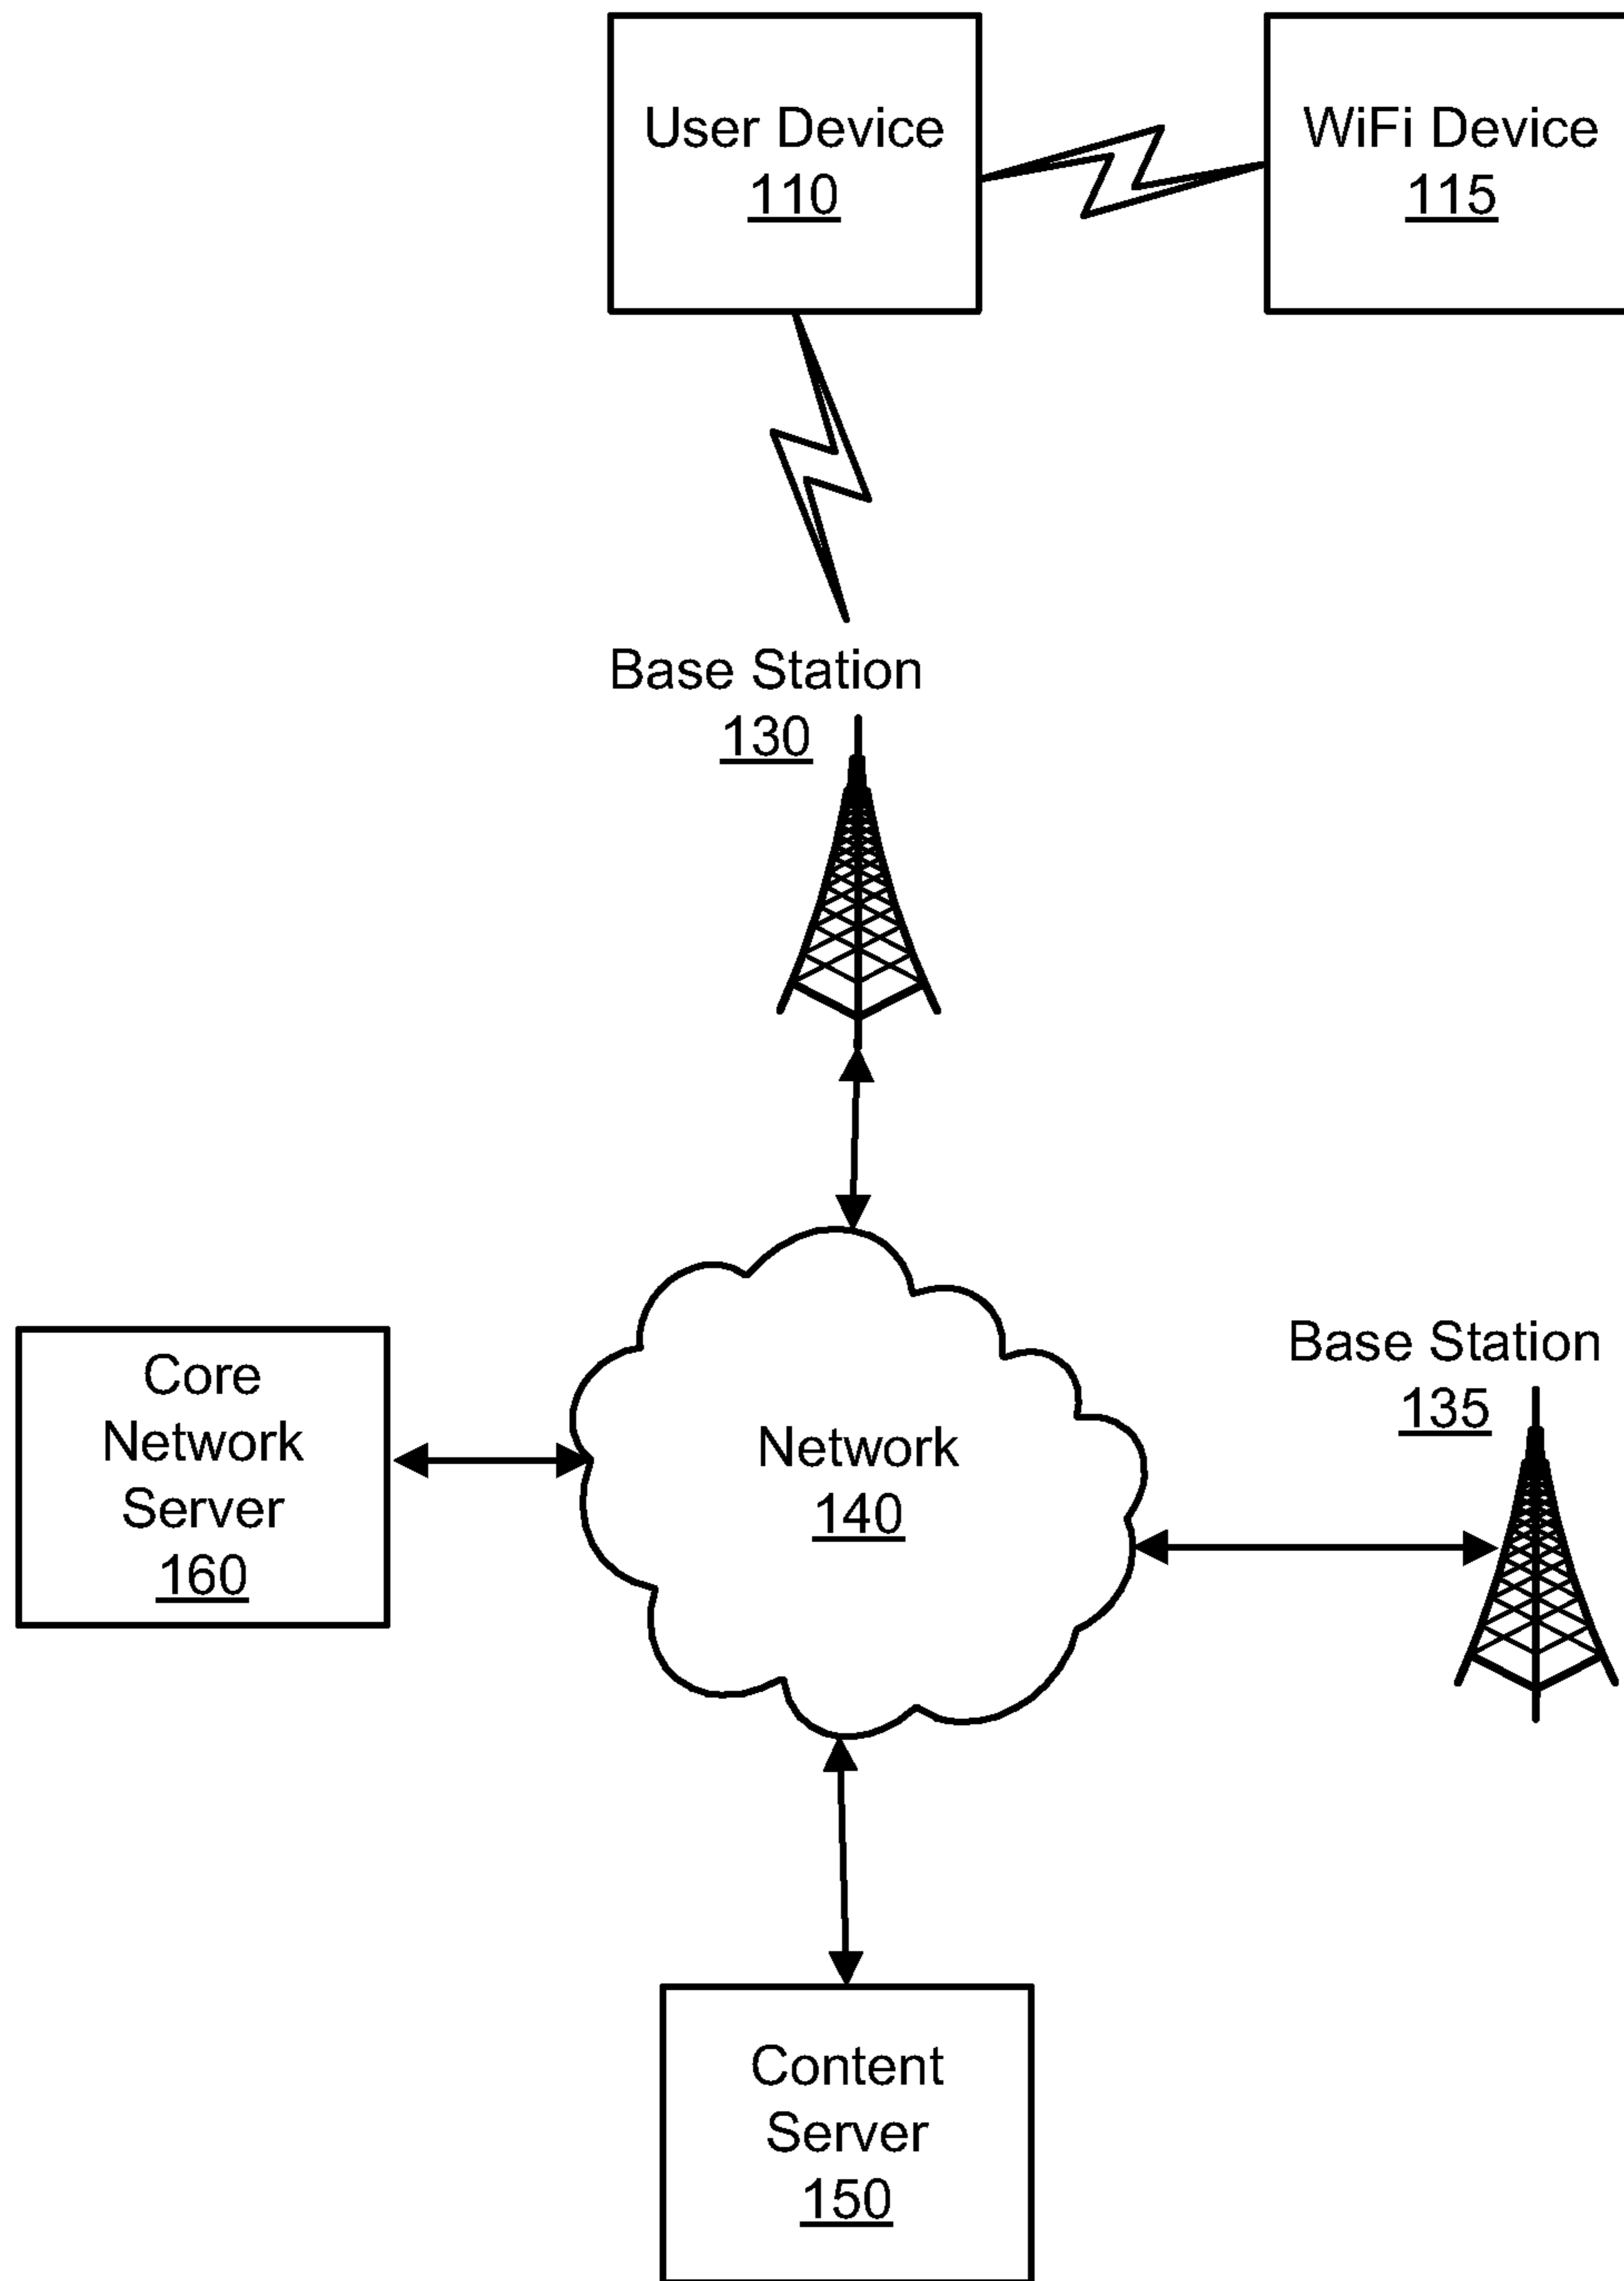 User Device
110
WiFi Device
115
Base Station
130
Core
Network
Server
160
Network
140
Base Station
135
Content
Server
150